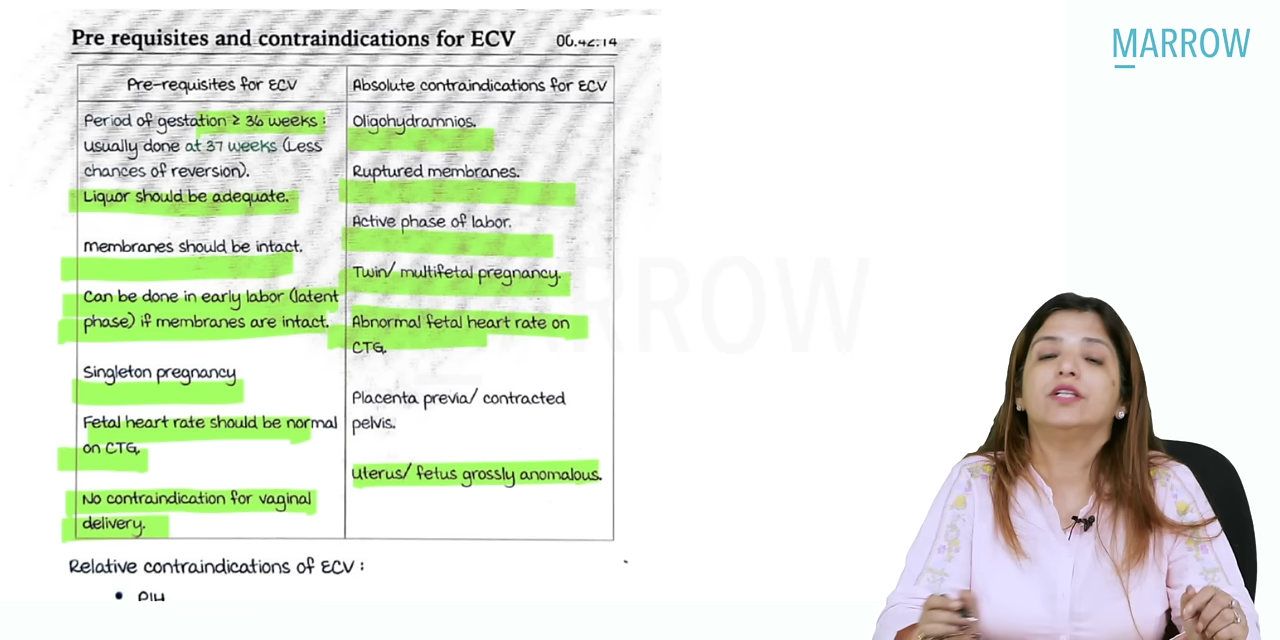 Pre requisites and contraindications for ECV
00:42:14
MARROW
Pre-requisites for ECV
Absolute contraindications for ECV
Period of gestation ≥ 36 weeks :
usually done at 37 weeks (Less
chances of reversion).
Liquor should be adequate.
membranes should be intact.
Can be done in early labor (latent
phase) if membranes are intact.
Singleton pregnancy
Fetal heart rate should be normal
on CTG.
No contraindication for vaginal
delivery.
Oligohydramnios.
Ruptured membranes.
Active phase of labor.
Twin/ multifetal pregnancy.
Abnormal fetal heart rate on
CTG.
Placenta previa/ contracted
pelvis.
uterus/ fetus grossly anomalous.
MARROW
Relative contraindications of ECV :
• PIH